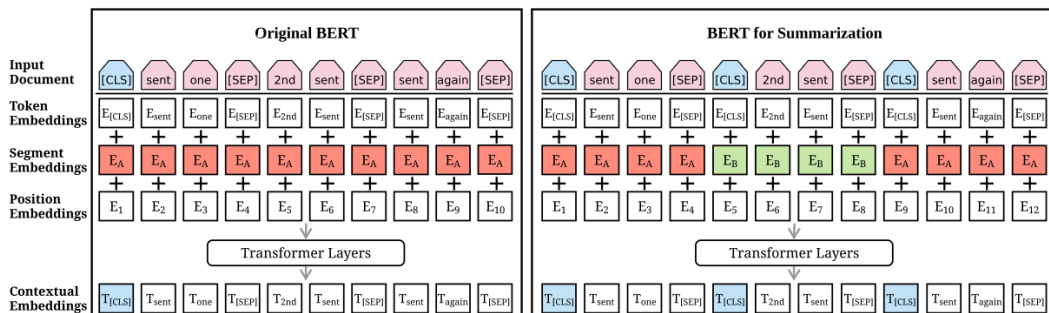 Original BERT
BERT for Summarization
Input Document [CLS] sent one [SEP] 2nd sent [SEP] sent again [SEP] [CLS] sent one [SEP] [CLS] 2nd sent [SEP] [CLS] sent again [SEP]
Token Embeddings E[CLS] Esent Eone E[SEP] E2nd Esent E[SEP] Esent Eagain E[SEP] E[CLS] Esent Eone E[SEP] E[CLS] E2nd Esent E[SEP] E[CLS] Esent Eagain E[SEP]
+ + + + + + + + + + + + + + + + + + + + + +
Segment Embeddings EA EA EA EA EA EA EA EA EA EA EA EA EA EA EB EB EB EB EA EA EA EA
+ + + + + + + + + + + + + + + + + + + + + +
Position Embeddings E1 E2 E3 E4 E5 E6 E7 E8 E9 E10 E1 E2 E3 E4 E5 E6 E7 E8 E9 E10 E11 E12
Transformer Layers Transformer Layers
Contextual Embeddings T[CLS] Tsent Tone T[SEP] T2nd Tsent T[SEP] Tsent Tagain T[SEP] T[CLS] Tsent Tone T[SEP] T[CLS] T2nd Tsent T[SEP] T[CLS] Tsent Tagain T[SEP]